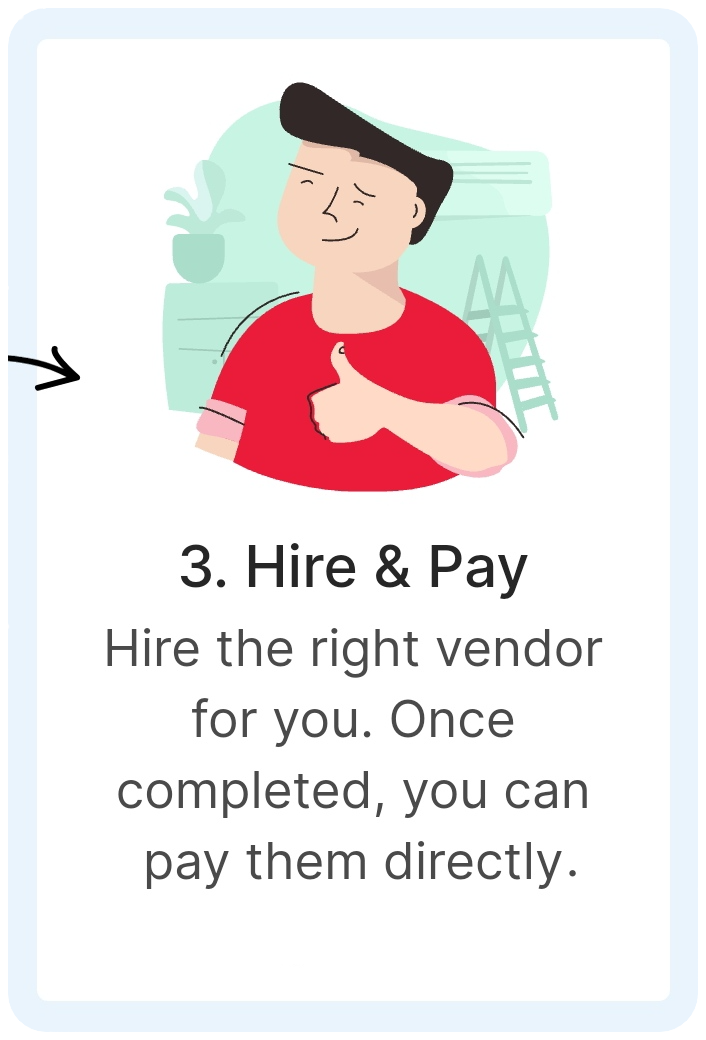 3. Hire & Pay
Hire the right vendor
for you. Once
completed, you can
pay them directly.